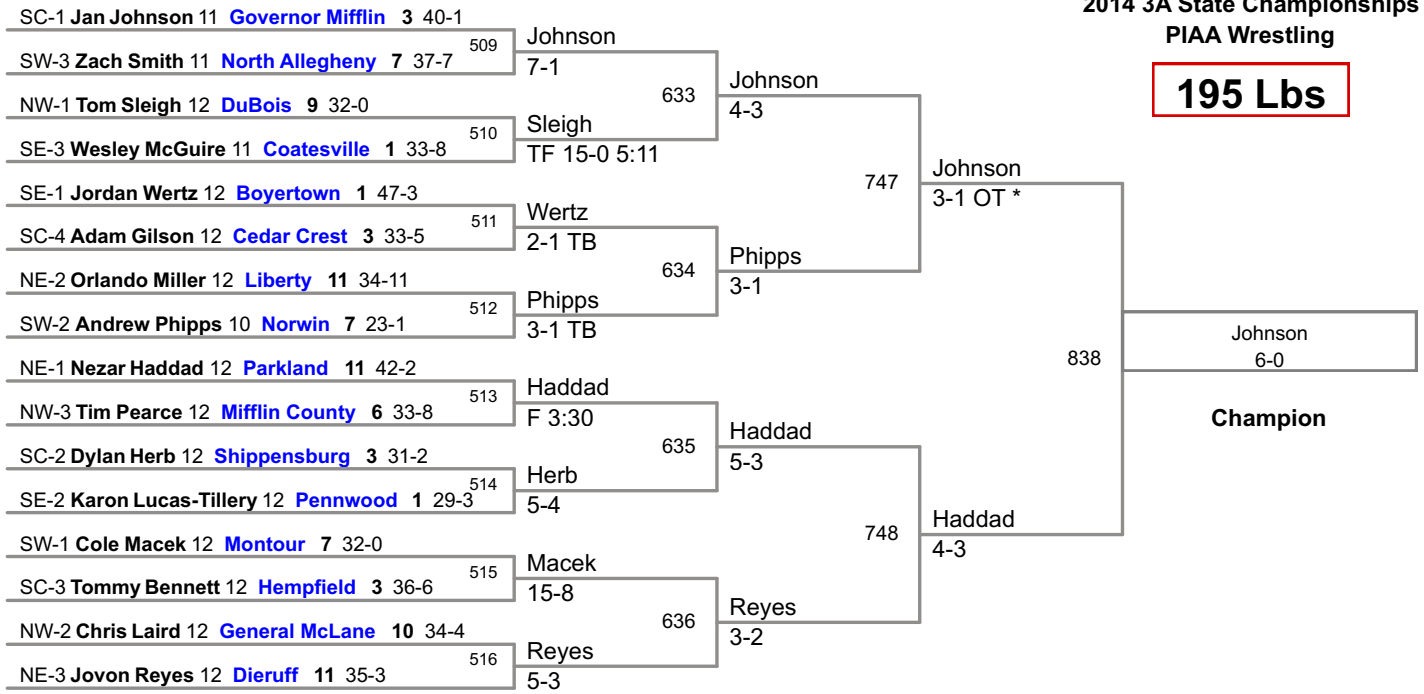 2014 3A State Championships
PIAA Wrestling
195 Lbs
SC-1 Jan Johnson 11 Governor Mifflin 3 40-1
509
SW-3 Zach Smith 11 North Allegheny 7 37-7
NW-1 Tom Sleigh 12 DuBois 9 32-0
510
SE-3 Wesley McGuire 11 Coatesville 1 33-8
SE-1 Jordan Wertz 12 Boyertown 1 47-3
511
SC-4 Adam Gilson 12 Cedar Crest 3 33-5
NE-2 Orlando Miller 12 Liberty 11 34-11
512
SW-2 Andrew Phipps 10 Norwin 7 23-1
NE-1 Nezar Haddad 12 Parkland 11 42-2
513
NW-3 Tim Pearce 12 Mifflin County 6 33-8
SC-2 Dylan Herb 12 Shippensburg 3 31-2
514
SE-2 Karon Lucas-Tillery 12 Pennwood 1 29-3
SW-1 Cole Macek 12 Montour 7 32-0
515
SC-3 Tommy Bennett 12 Hempfield 3 36-6
NW-2 Chris Laird 12 General McLane 10 34-4
516
NE-3 Jovon Reyes 12 Dieruff 11 35-3
Johnson
7-1
633
Sleigh
TF 15-0 5:11
Wertz
2-1 TB
634
Phipps
3-1 TB
Haddad
F 3:30
635
Herb
5-4
Macek
15-8
636
Reyes
5-3
Johnson
4-3
747
Phipps
3-1
Haddad
5-3
748
Reyes
3-2
Johnson
3-1 OT *
838
Haddad
4-3
Johnson
6-0
Champion